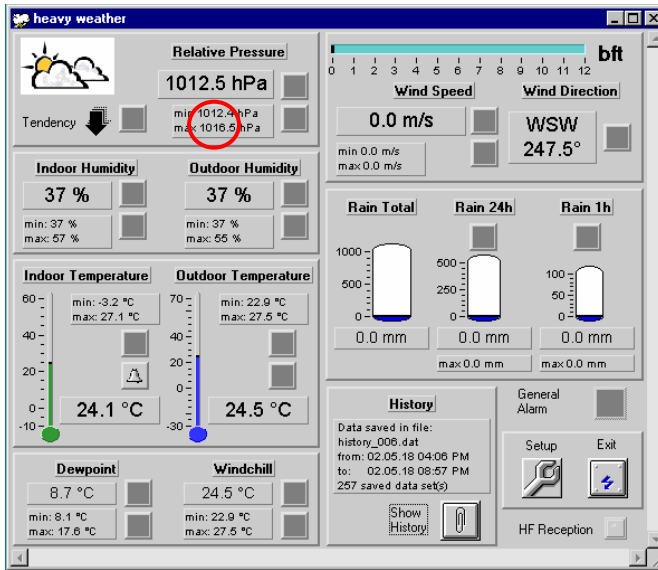 heavy weather
Relative Pressure
1012.5 hPa
Tendency
min 1012.4 hPa
max 1016.5 hPa
bft
0 1 2 3 4 5 6 7 8 9 10 11 12
Wind Speed
Wind Direction
0.0 m/s
WSW
247.5°
min 0.0 m/s
max 0.0 m/s
Indoor Humidity
Outdoor Humidity
37 %
37 %
min: 37 %
max: 57 %
min: 37 %
max: 55 %
Rain Total
Rain 24h
Rain 1h
1000
500
0
500
250
0
100
50
0
0.0 mm
0.0 mm
0.0 mm
max 0.0 mm
max 0.0 mm
Indoor Temperature
Outdoor Temperature
60
40
20
0
-10
min: -3.2 °C
max: 27.1 °C
24.1 °C
70
40
20
0
-30
min: 22.9 °C
max: 27.5 °C
24.5 °C
History
Data saved in file:
history_006.dat
from: 02.05.18 04:06 PM
to: 02.05.18 08:57 PM
257 saved data set(s)
Show
History
General
Alarm
Setup
Exit
HF Reception
Dewpoint
Windchill
8.7 °C
24.5 °C
min: 8.1 °C
max: 17.6 °C
min: 22.9 °C
max: 27.5 °C